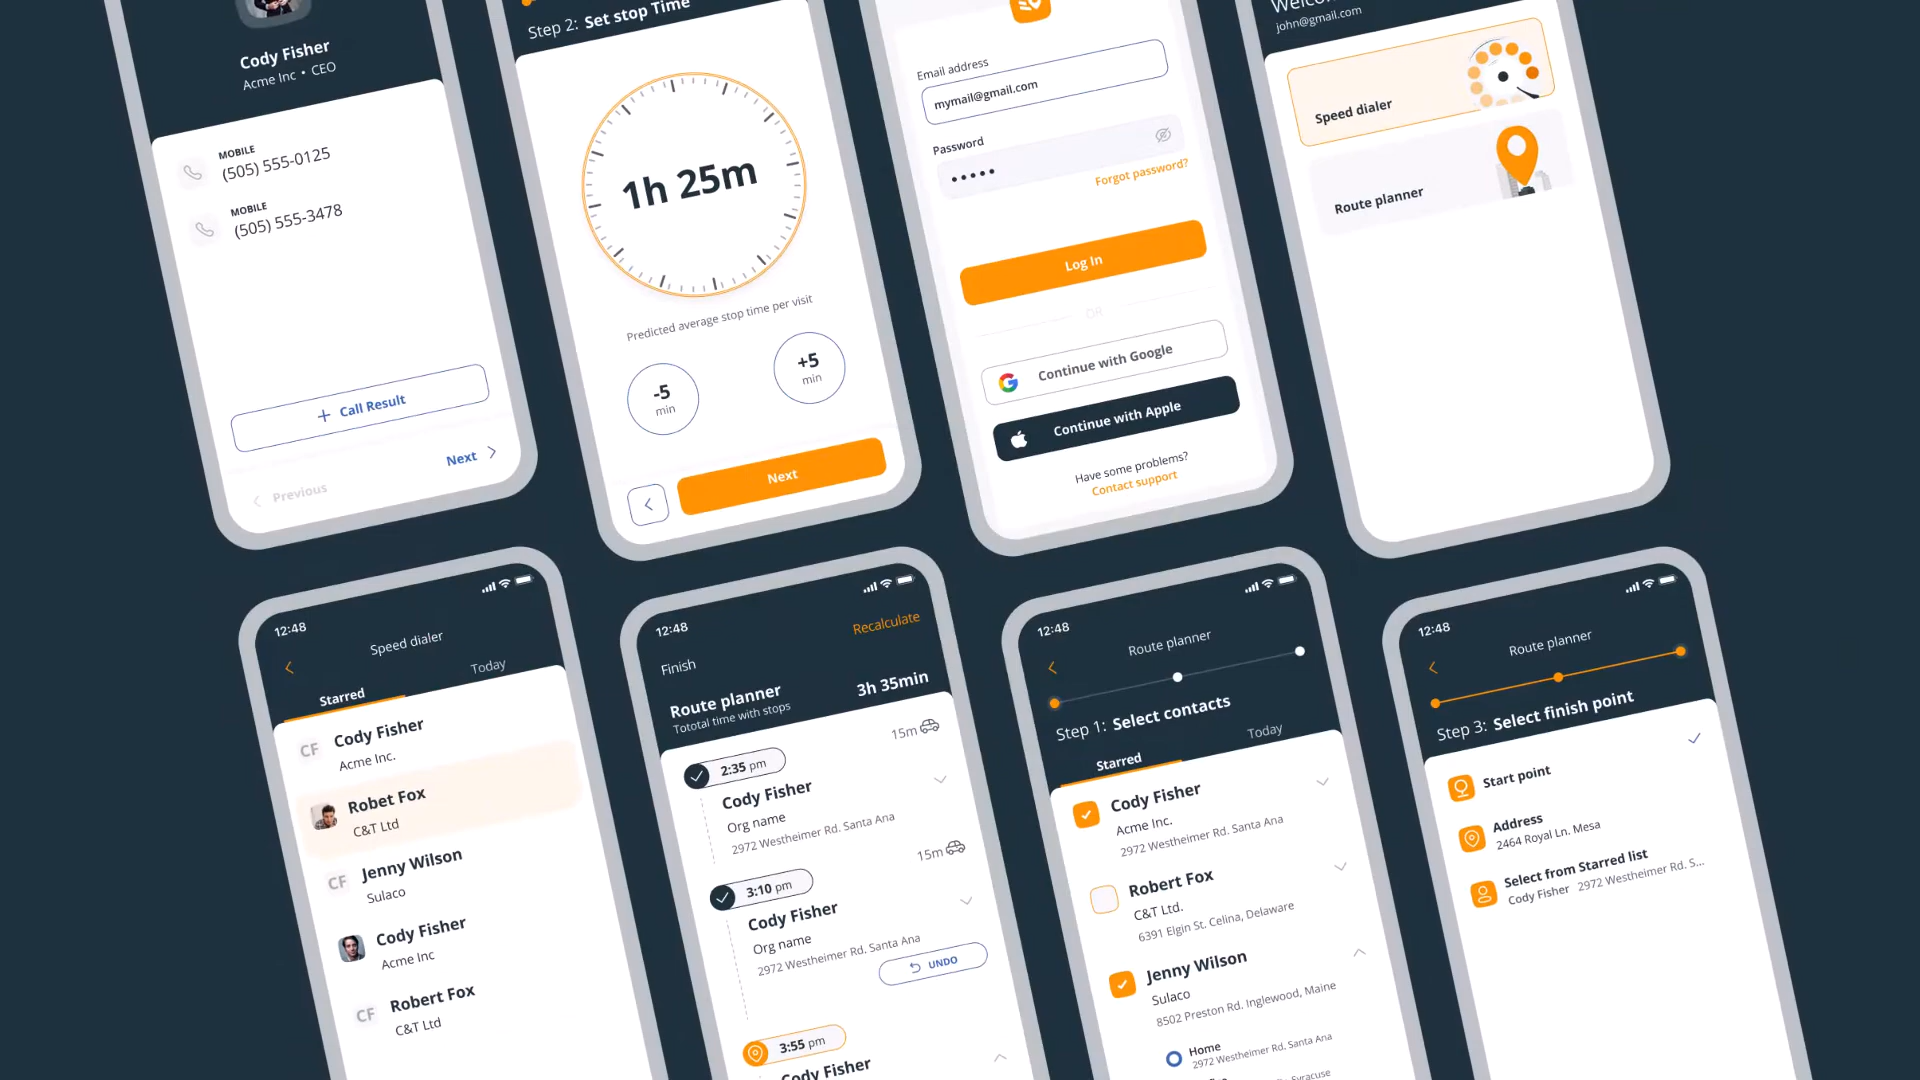 Cody Fisher
Acme Inc • CEO
MOBILE
(505) 555-0125
MOBILE
(505) 555-3478
+ Call Result
Next
Previous
Step 2: Set stop Time
1h 25m
Predicted average stop time per visit
-5
min
+5
min
Next
Email address
mymail@gmail.com
Password
•••••
Forgot password?
Log In
OR
Continue with Google
Continue with Apple
Have some problems?
Contact support
john@gmail.com
Speed dialer
Route planner
12:48
Speed dialer
Starred
Today
CF
Cody Fisher
Acme Inc.
Robet Fox
C&T Ltd
CF
Jenny Wilson
Sulaco
Cody Fisher
Acme Inc
CF
Robert Fox
C&T Ltd
12:48
Recalculate
Finish
Route planner
3h 35min
Tototal time with stops
2:35 pm
15m
Cody Fisher
Org name
2972 Westheimer Rd. Santa Ana
15m
3:10 pm
Cody Fisher
Org name
2972 Westheimer Rd. Santa Ana
UNDO
3:55 pm
Cody Fisher
12:48
Route planner
Step 1: Select contacts
Starred
Today
Cody Fisher
Acme Inc.
2972 Westheimer Rd. Santa Ana
Robert Fox
C&T Ltd.
6391 Elgin St. Celina, Delaware
Jenny Wilson
Sulaco
8502 Preston Rd. Inglewood, Maine
Home
2972 Westheimer Rd. Santa Ana
Syracuse
12:48
Route planner
Step 3: Select finish point
Start point
Address
2464 Royal Ln. Mesa
Select from Starred list
Cody Fisher 2972 Westheimer Rd. S...